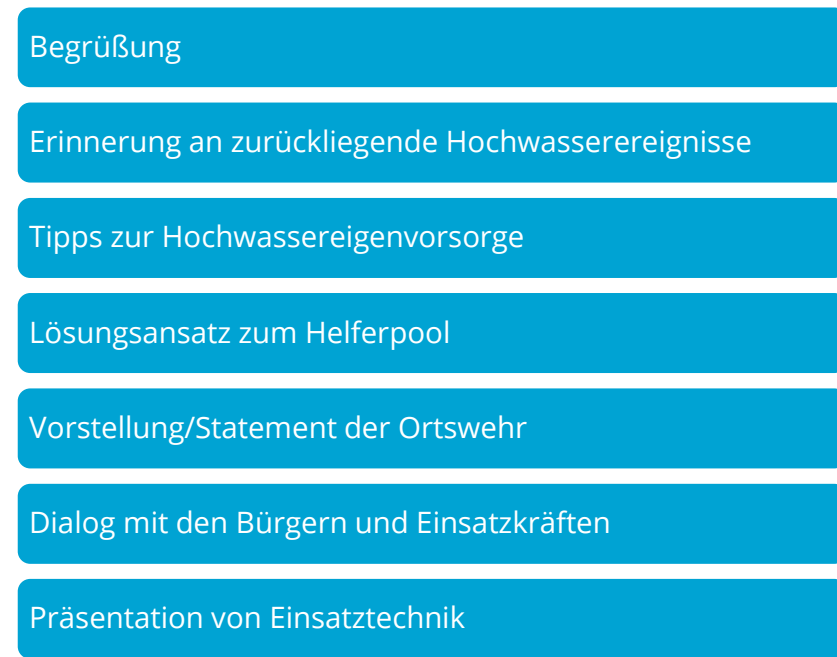 Begrüßung
Erinnerung an zurückliegende Hochwasserereignisse
Tipps zur Hochwassereigenvorsorge
Lösungsansatz zum Helferpool
Vorstellung/Statement der Ortswehr
Dialog mit den Bürgern und Einsatzkräften
Präsentation von Einsatztechnik